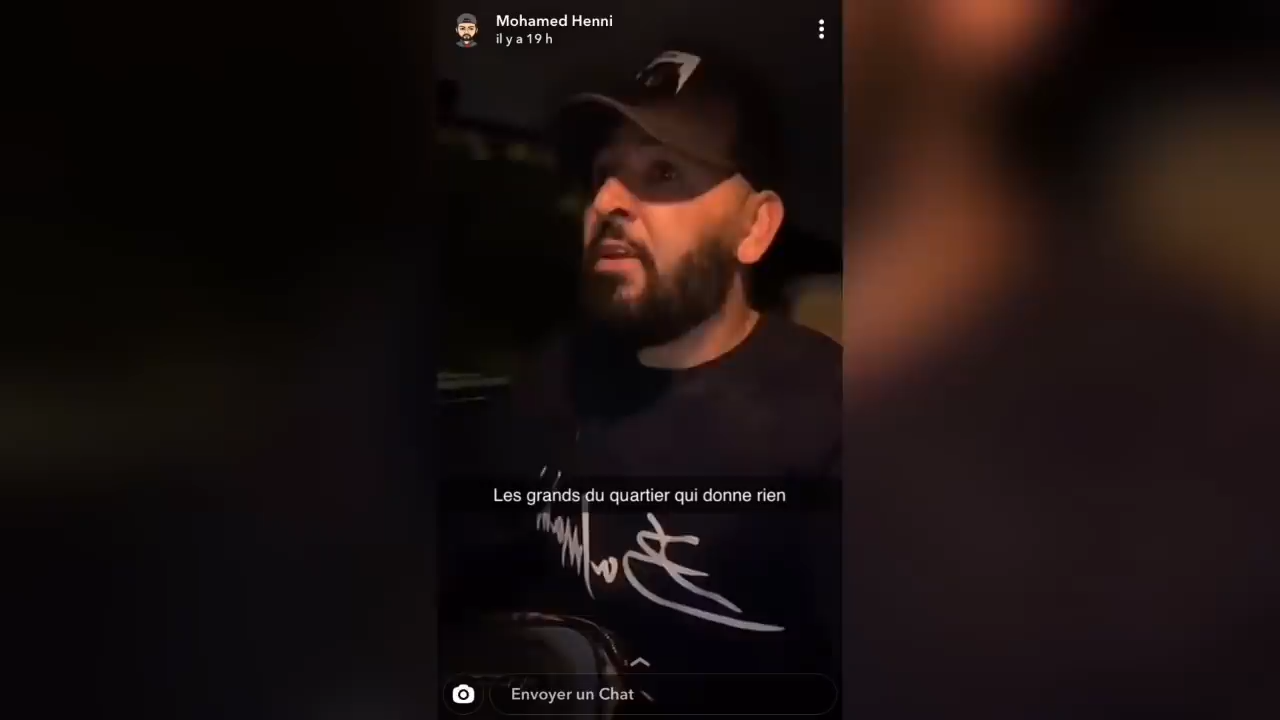 Mohamed Henni
il y a 19 h
Les grands du quartier qui donne rien
Envoyer un Chat